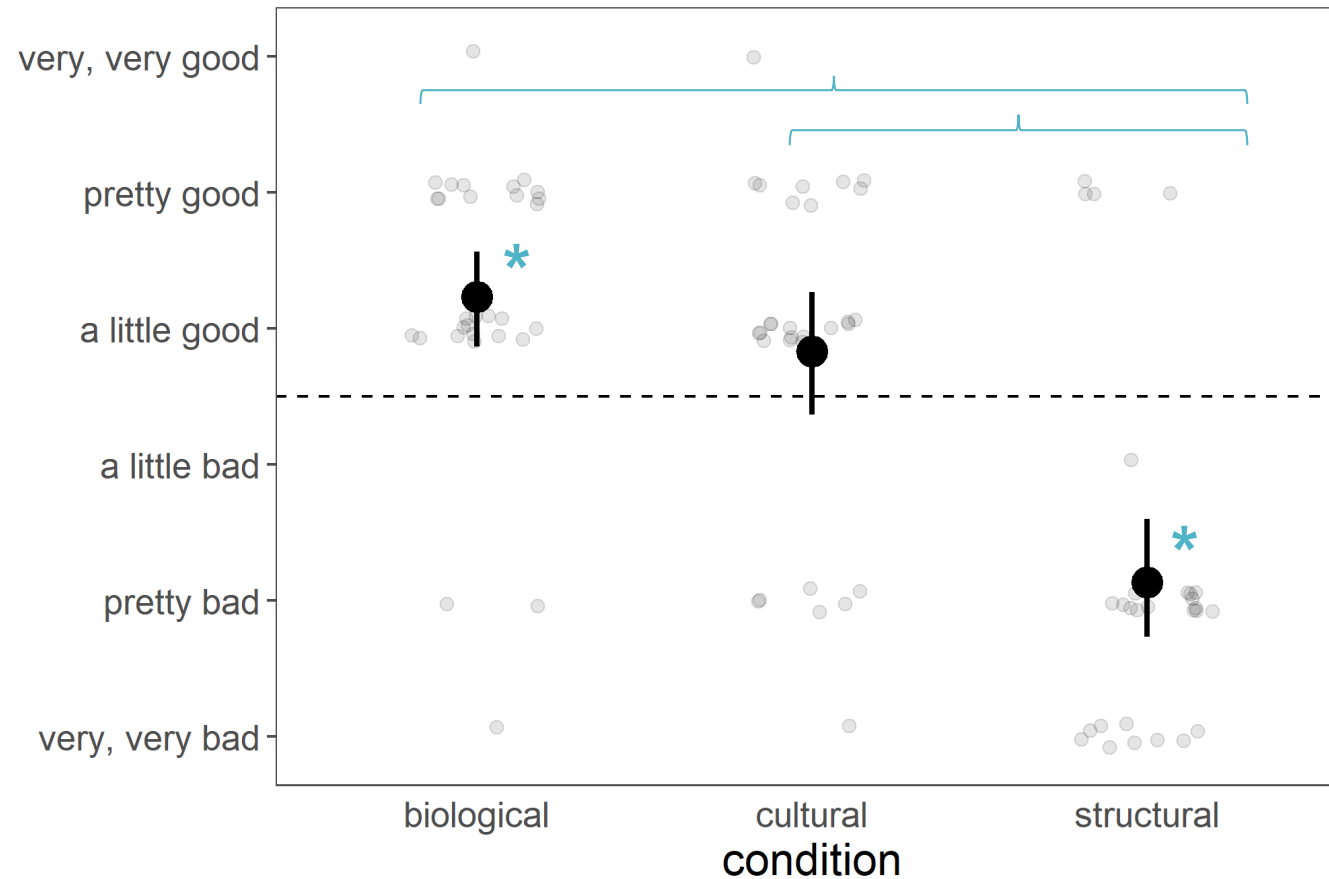 very, very good
pretty good
*
a little good
a little bad
*
pretty bad
very, very bad
biological cultural structural
condition